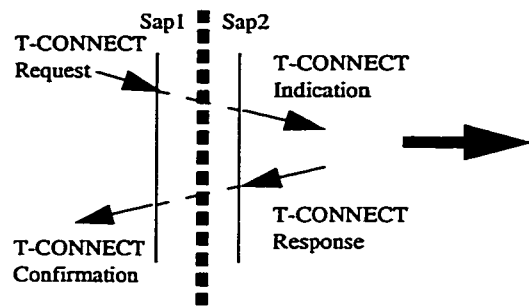 Sap1 Sap2
T-CONNECT
Request
T-CONNECT
Indication
T-CONNECT
Confirmation
T-CONNECT
Response